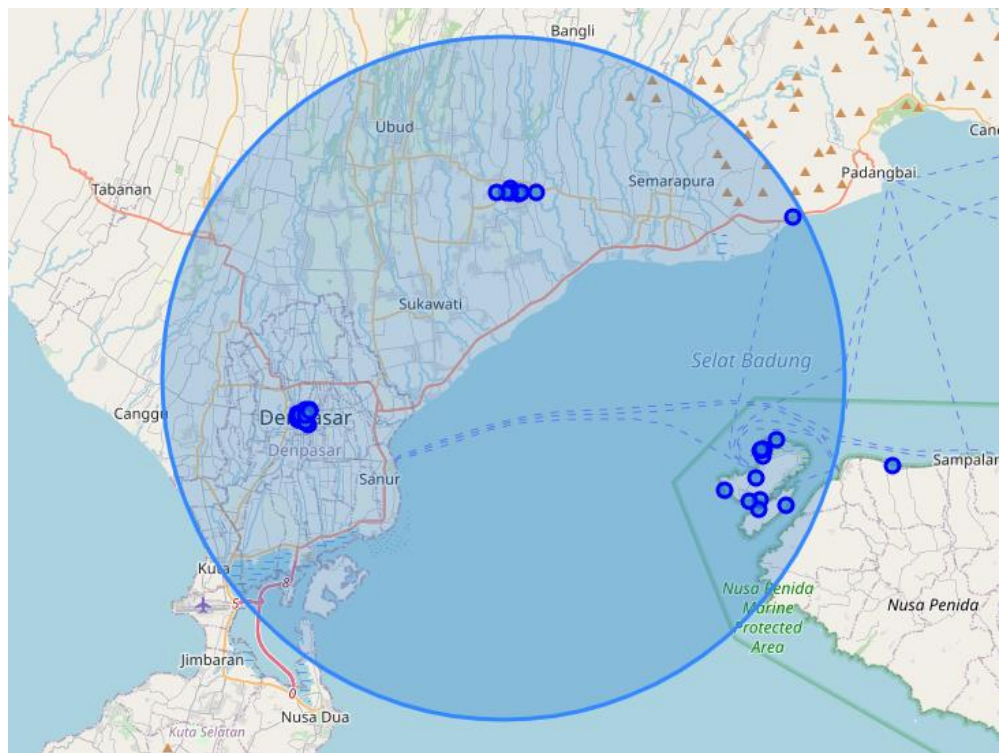 Bangli
Ubud
Cand
Padangbai
Semarapura
Tabanan
Sukawati
Selat Badung
Canggu
Denpasar
Denpasar
Sampalan
Sanur
Kuta
8
5
Nusa Penida
Marine
Protected
Area
Nusa Penida
Jimbaran
0
Nusa Dua
Kuta Selatan